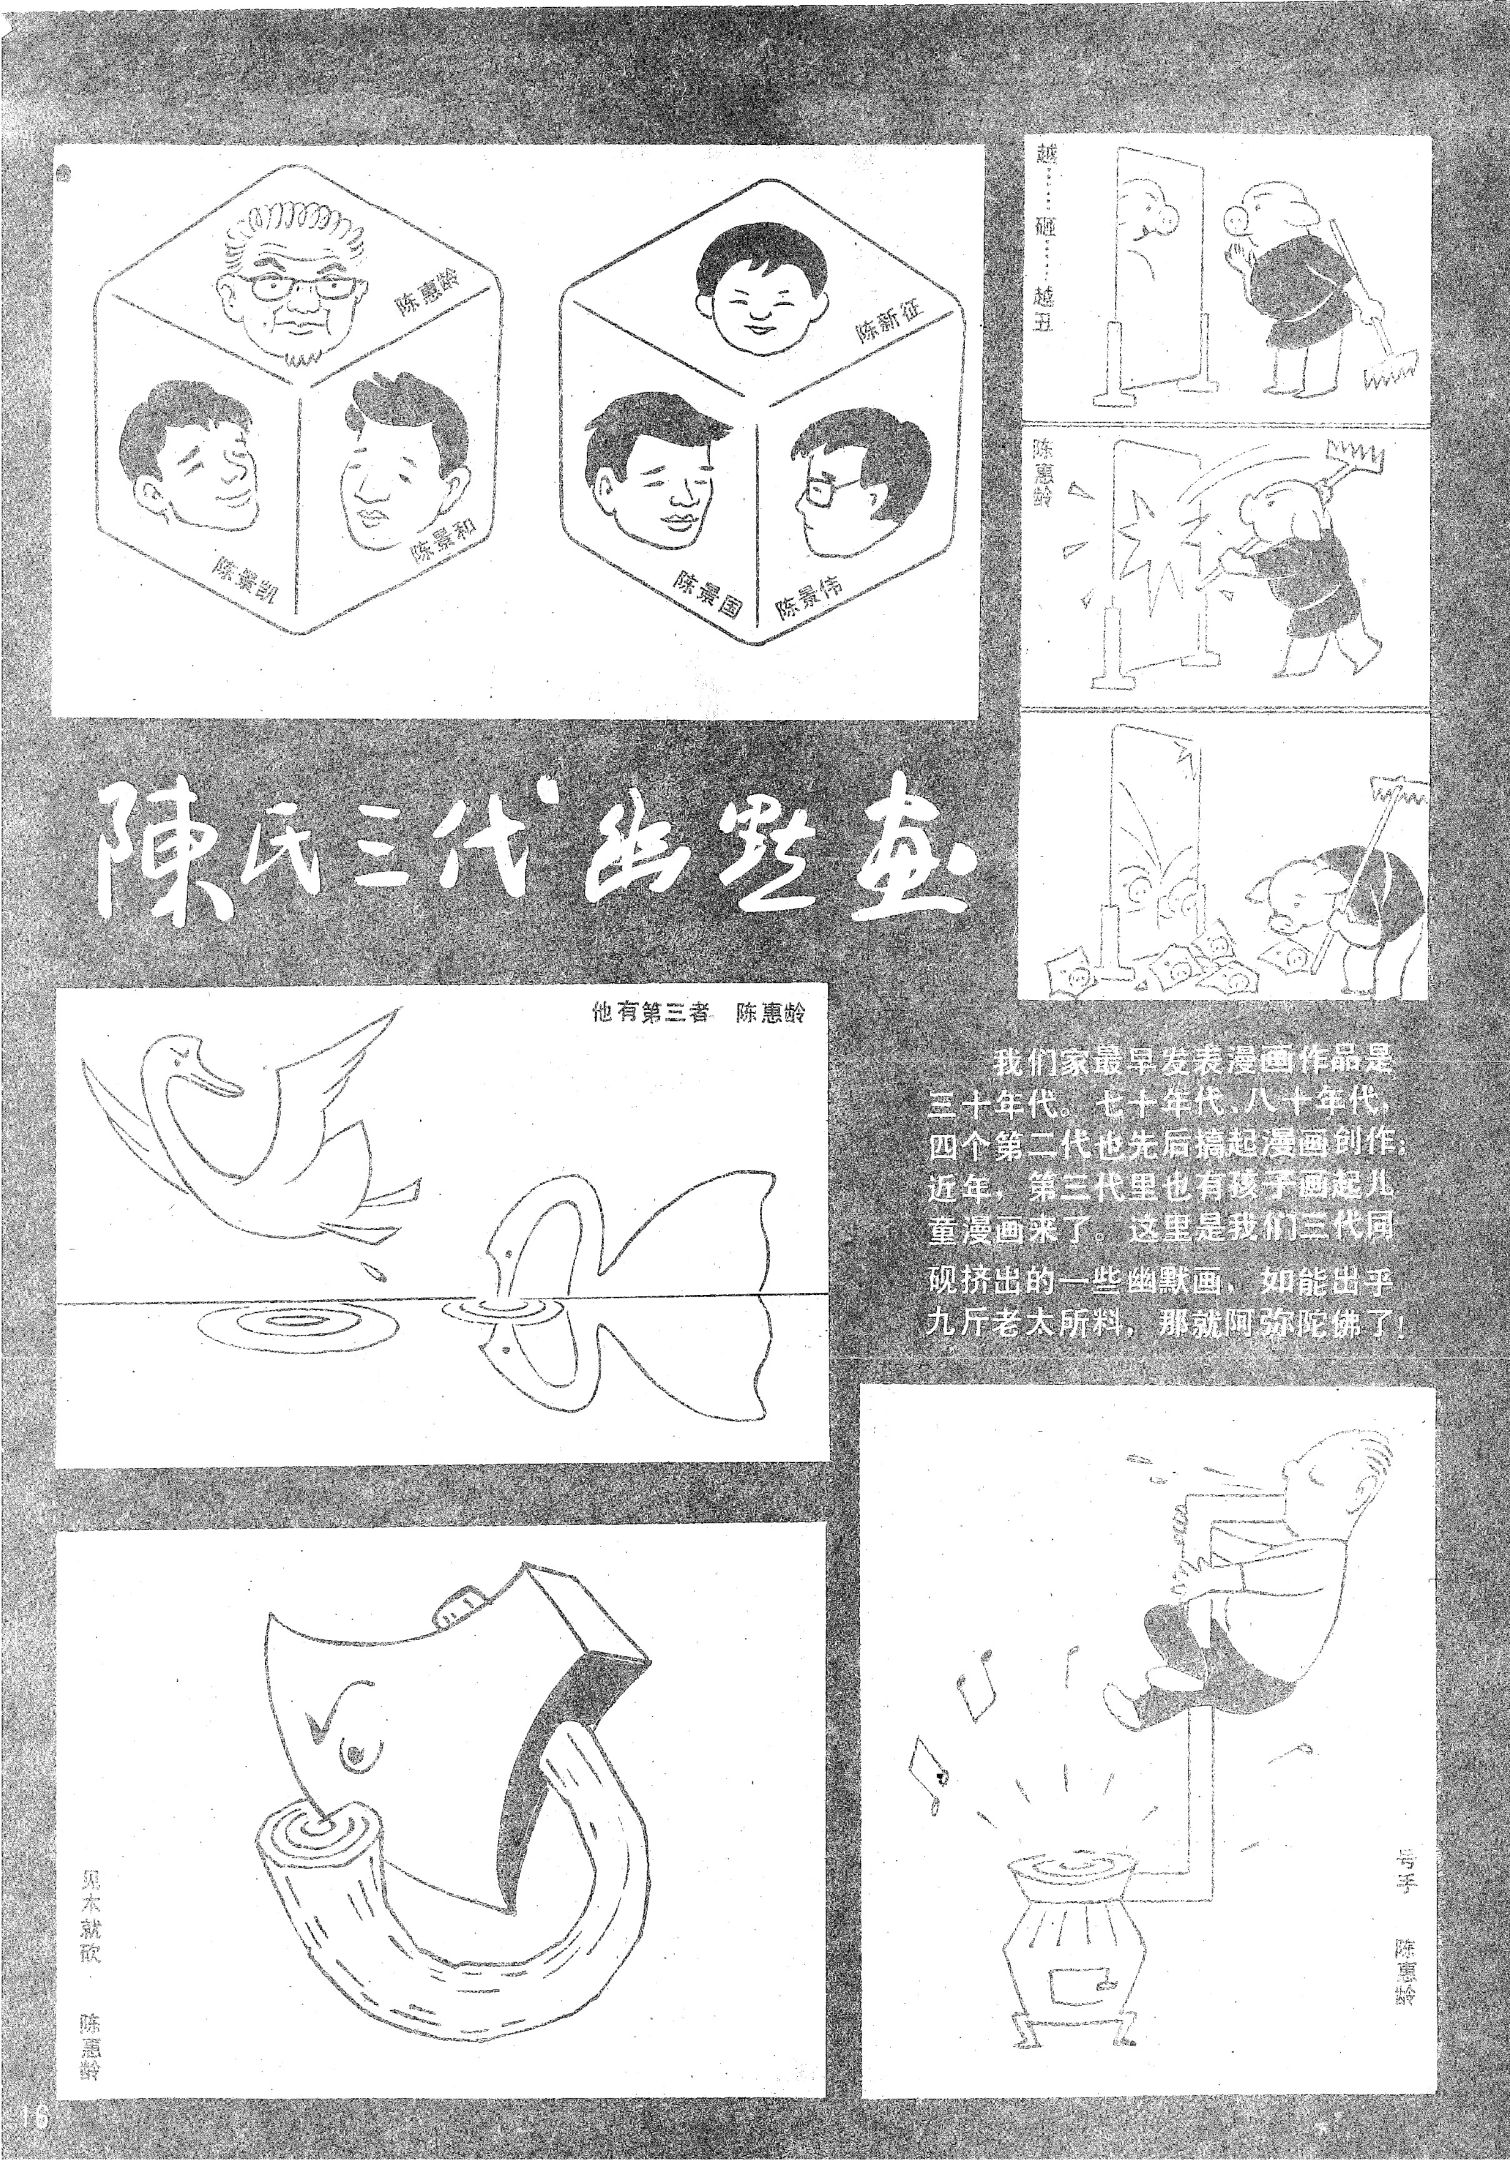 陈惠龄
陈景凯
陈景和
陈新征
陈景国
陈景伟
越……砸……越丑
陈惠龄
陳氏三代幽默画
他有第三者 陈惠龄
我们家最早发表漫画作品是
三十年代。七十年代、八十年代，
四个第二代也先后搞起漫画创作；
近年，第三代里也有孩子画起儿
童漫画来了。这里是我们三代同
砚挤出的一些幽默画，如能出乎
九斤老太所料，那就阿弥陀佛了！
见木就砍 陈惠龄
号手 陈惠龄
16